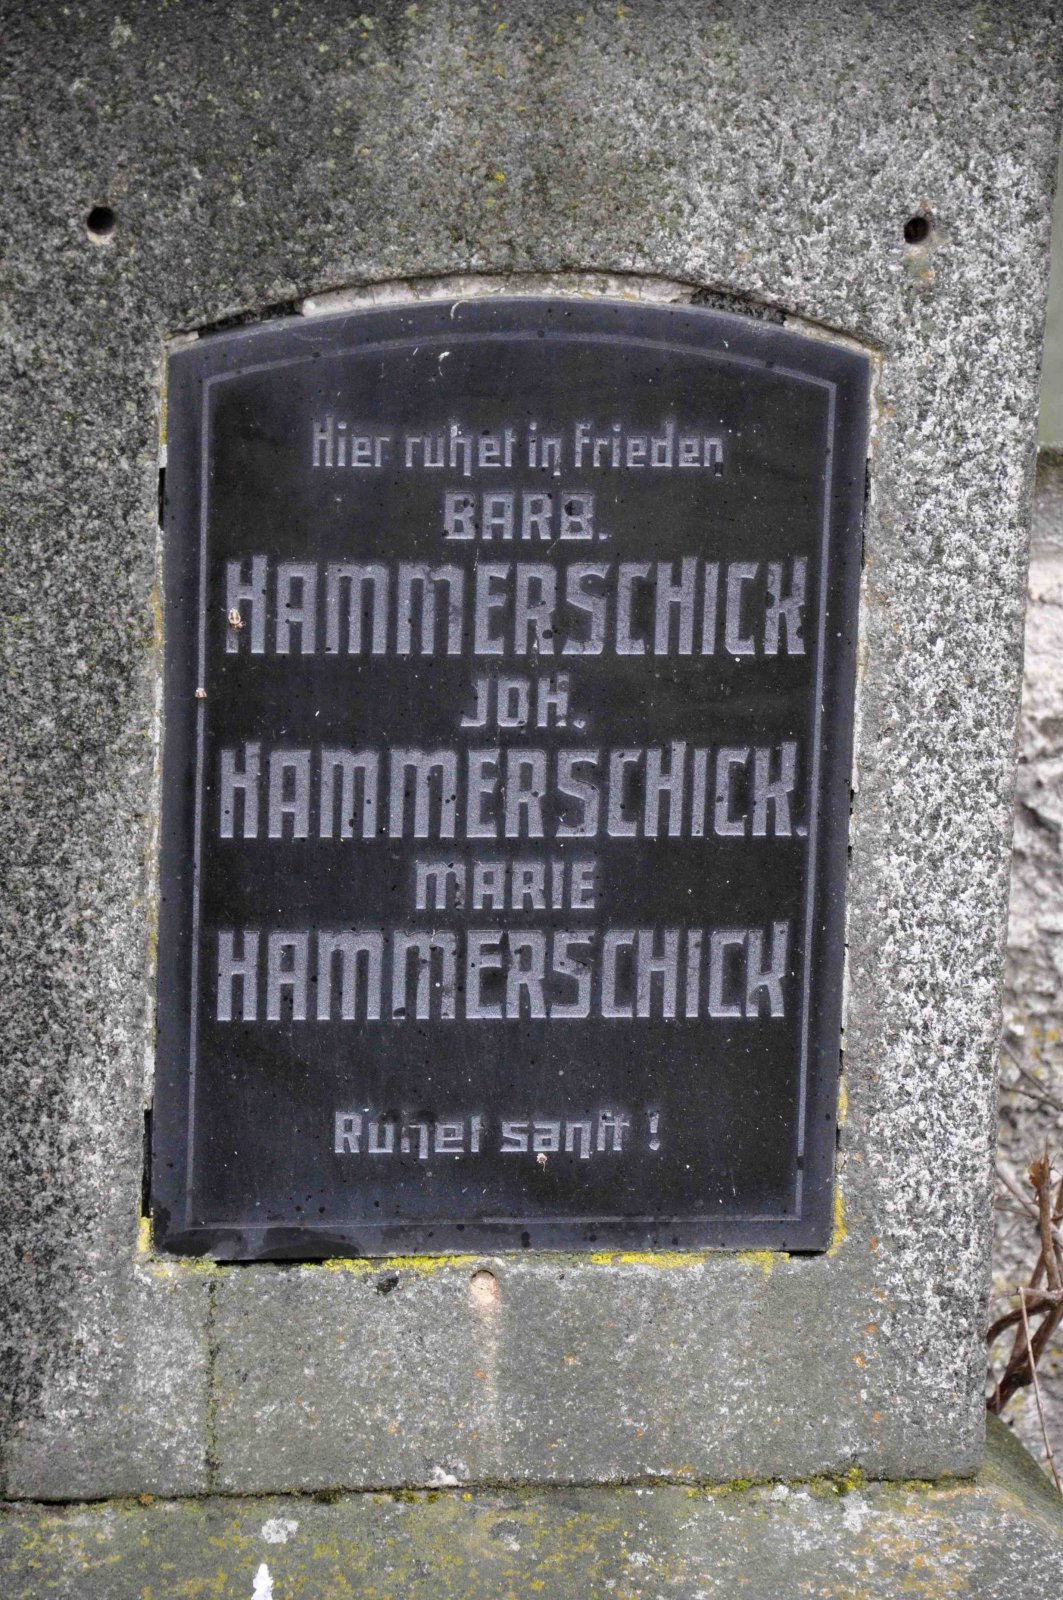 Hier ruhet in Frieden
BARB.
HAMMERSCHICK
JOH.
HAMMERSCHICK.
MARIE
HAMMERSCHICK
Ruhet sanft !